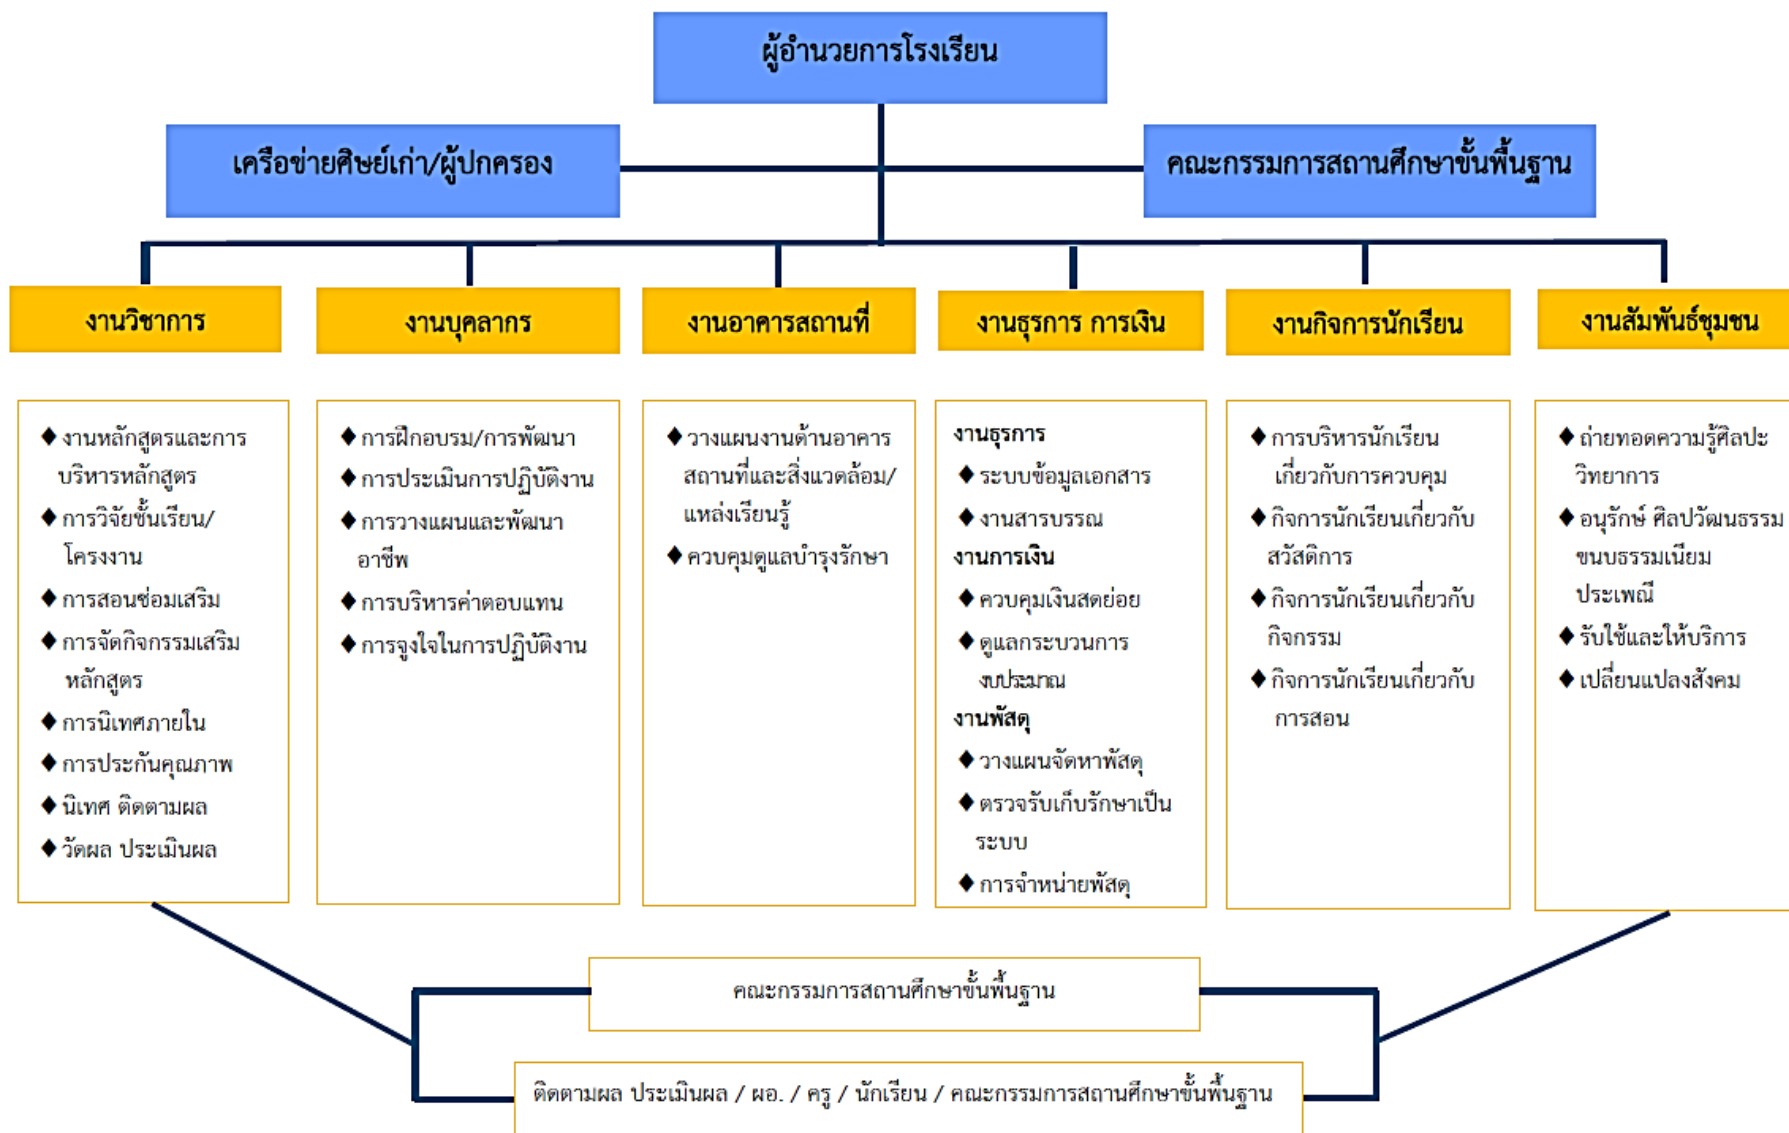 ผู้อำนวยการโรงเรียน
เครือข่ายศิษย์เก่า/ผู้ปกครอง
คณะกรรมการสถานศึกษาขั้นพื้นฐาน
งานวิชาการ
งานบุคลากร
งานอาคารสถานที่
งานธุรการ การเงิน
งานกิจการนักเรียน
งานสัมพันธ์ชุมชน
♦ งานหลักสูตรและการ
บริหารหลักสูตร
♦ การวิจัยชั้นเรียน/
โครงงาน
♦ การสอนซ่อมเสริม
♦ การจัดกิจกรรมเสริม
หลักสูตร
♦ การนิเทศภายใน
♦ การประกันคุณภาพ
♦ นิเทศ ติดตามผล
♦ วัดผล ประเมินผล
♦ การฝึกอบรม/การพัฒนา
♦ การประเมินการปฏิบัติงาน
♦ การวางแผนและพัฒนา
อาชีพ
♦ การบริหารค่าตอบแทน
♦ การจูงใจในการปฏิบัติงาน
♦ วางแผนงานด้านอาคาร
สถานที่และสิ่งแวดล้อม/
แหล่งเรียนรู้
♦ ควบคุมดูแลบำรุงรักษา
งานธุรการ
♦ ระบบข้อมูลเอกสาร
♦ งานสารบรรณ
งานการเงิน
♦ ควบคุมเงินสดย่อย
♦ ดูแลกระบวนการ
งบประมาณ
งานพัสดุ
♦ วางแผนจัดหาพัสดุ
♦ ตรวจรับเก็บรักษาเป็น
ระบบ
♦ การจำหน่ายพัสดุ
♦ การบริหารนักเรียน
เกี่ยวกับการควบคุม
♦ กิจการนักเรียนเกี่ยวกับ
สวัสดิการ
♦ กิจการนักเรียนเกี่ยวกับ
กิจกรรม
♦ กิจการนักเรียนเกี่ยวกับ
การสอน
♦ ถ่ายทอดความรู้ศิลปะ
วิทยาการ
♦ อนุรักษ์ ศิลปวัฒนธรรม
ขนบธรรมเนียม
ประเพณี
♦ รับใช้และให้บริการ
♦ เปลี่ยนแปลงสังคม
คณะกรรมการสถานศึกษาขั้นพื้นฐาน
ติดตามผล ประเมินผล / ผอ. / ครู / นักเรียน / คณะกรรมการสถานศึกษาขั้นพื้นฐาน